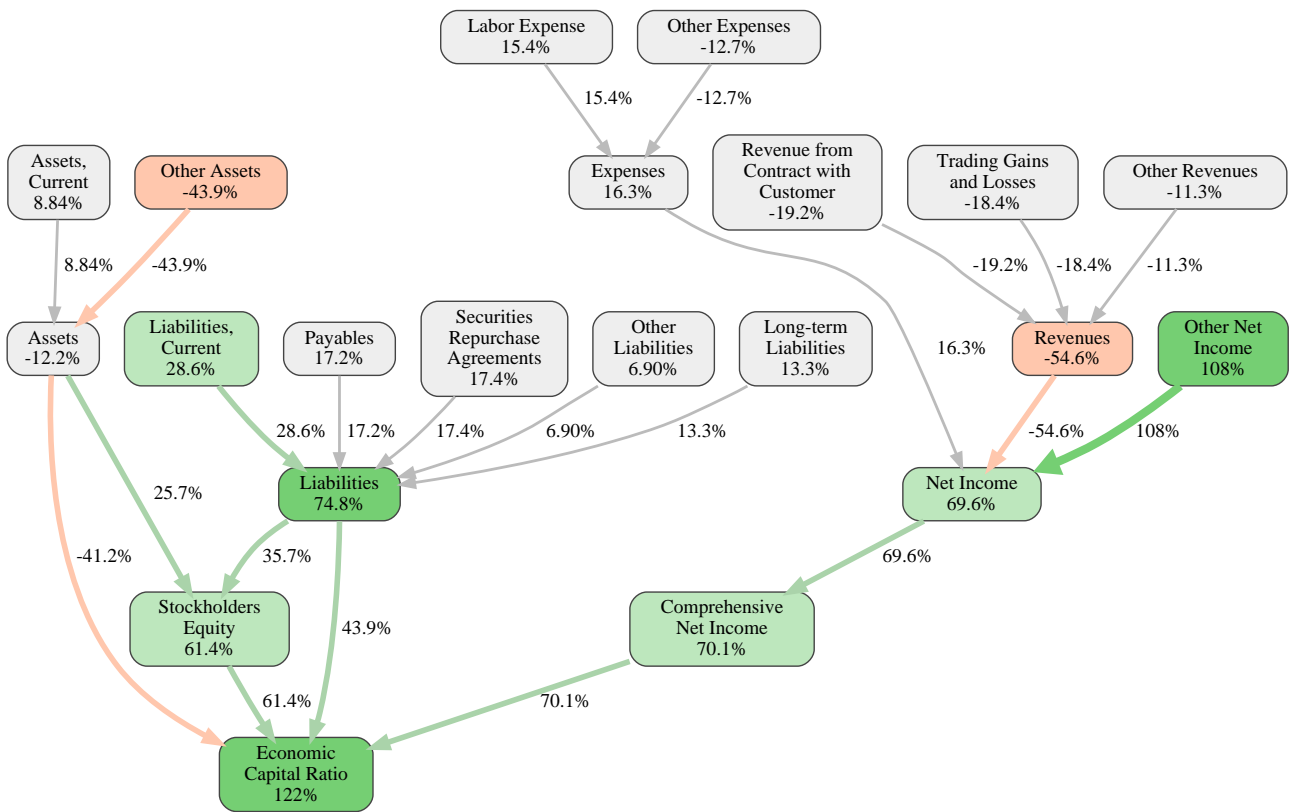 Labor Expense
15.4%
Other Expenses
-12.7%
15.4%
-12.7%
Assets,
Current
8.84%
Other Assets
-43.9%
Expenses
16.3%
Revenue from
Contract with
Customer
-19.2%
Trading Gains
and Losses
-18.4%
Other Revenues
-11.3%
8.84%
-43.9%
-19.2%
-18.4%
-11.3%
Assets
-12.2%
Liabilities,
Current
28.6%
Payables
17.2%
Securities
Repurchase
Agreements
17.4%
Other
Liabilities
6.90%
Long-term
Liabilities
13.3%
16.3%
Revenues
-54.6%
Other Net
Income
108%
28.6%
17.2%
17.4%
6.90%
13.3%
-54.6%
108%
25.7%
Liabilities
74.8%
Net Income
69.6%
-41.2%
35.7%
69.6%
Stockholders
Equity
61.4%
43.9%
Comprehensive
Net Income
70.1%
61.4%
70.1%
Economic
Capital Ratio
122%